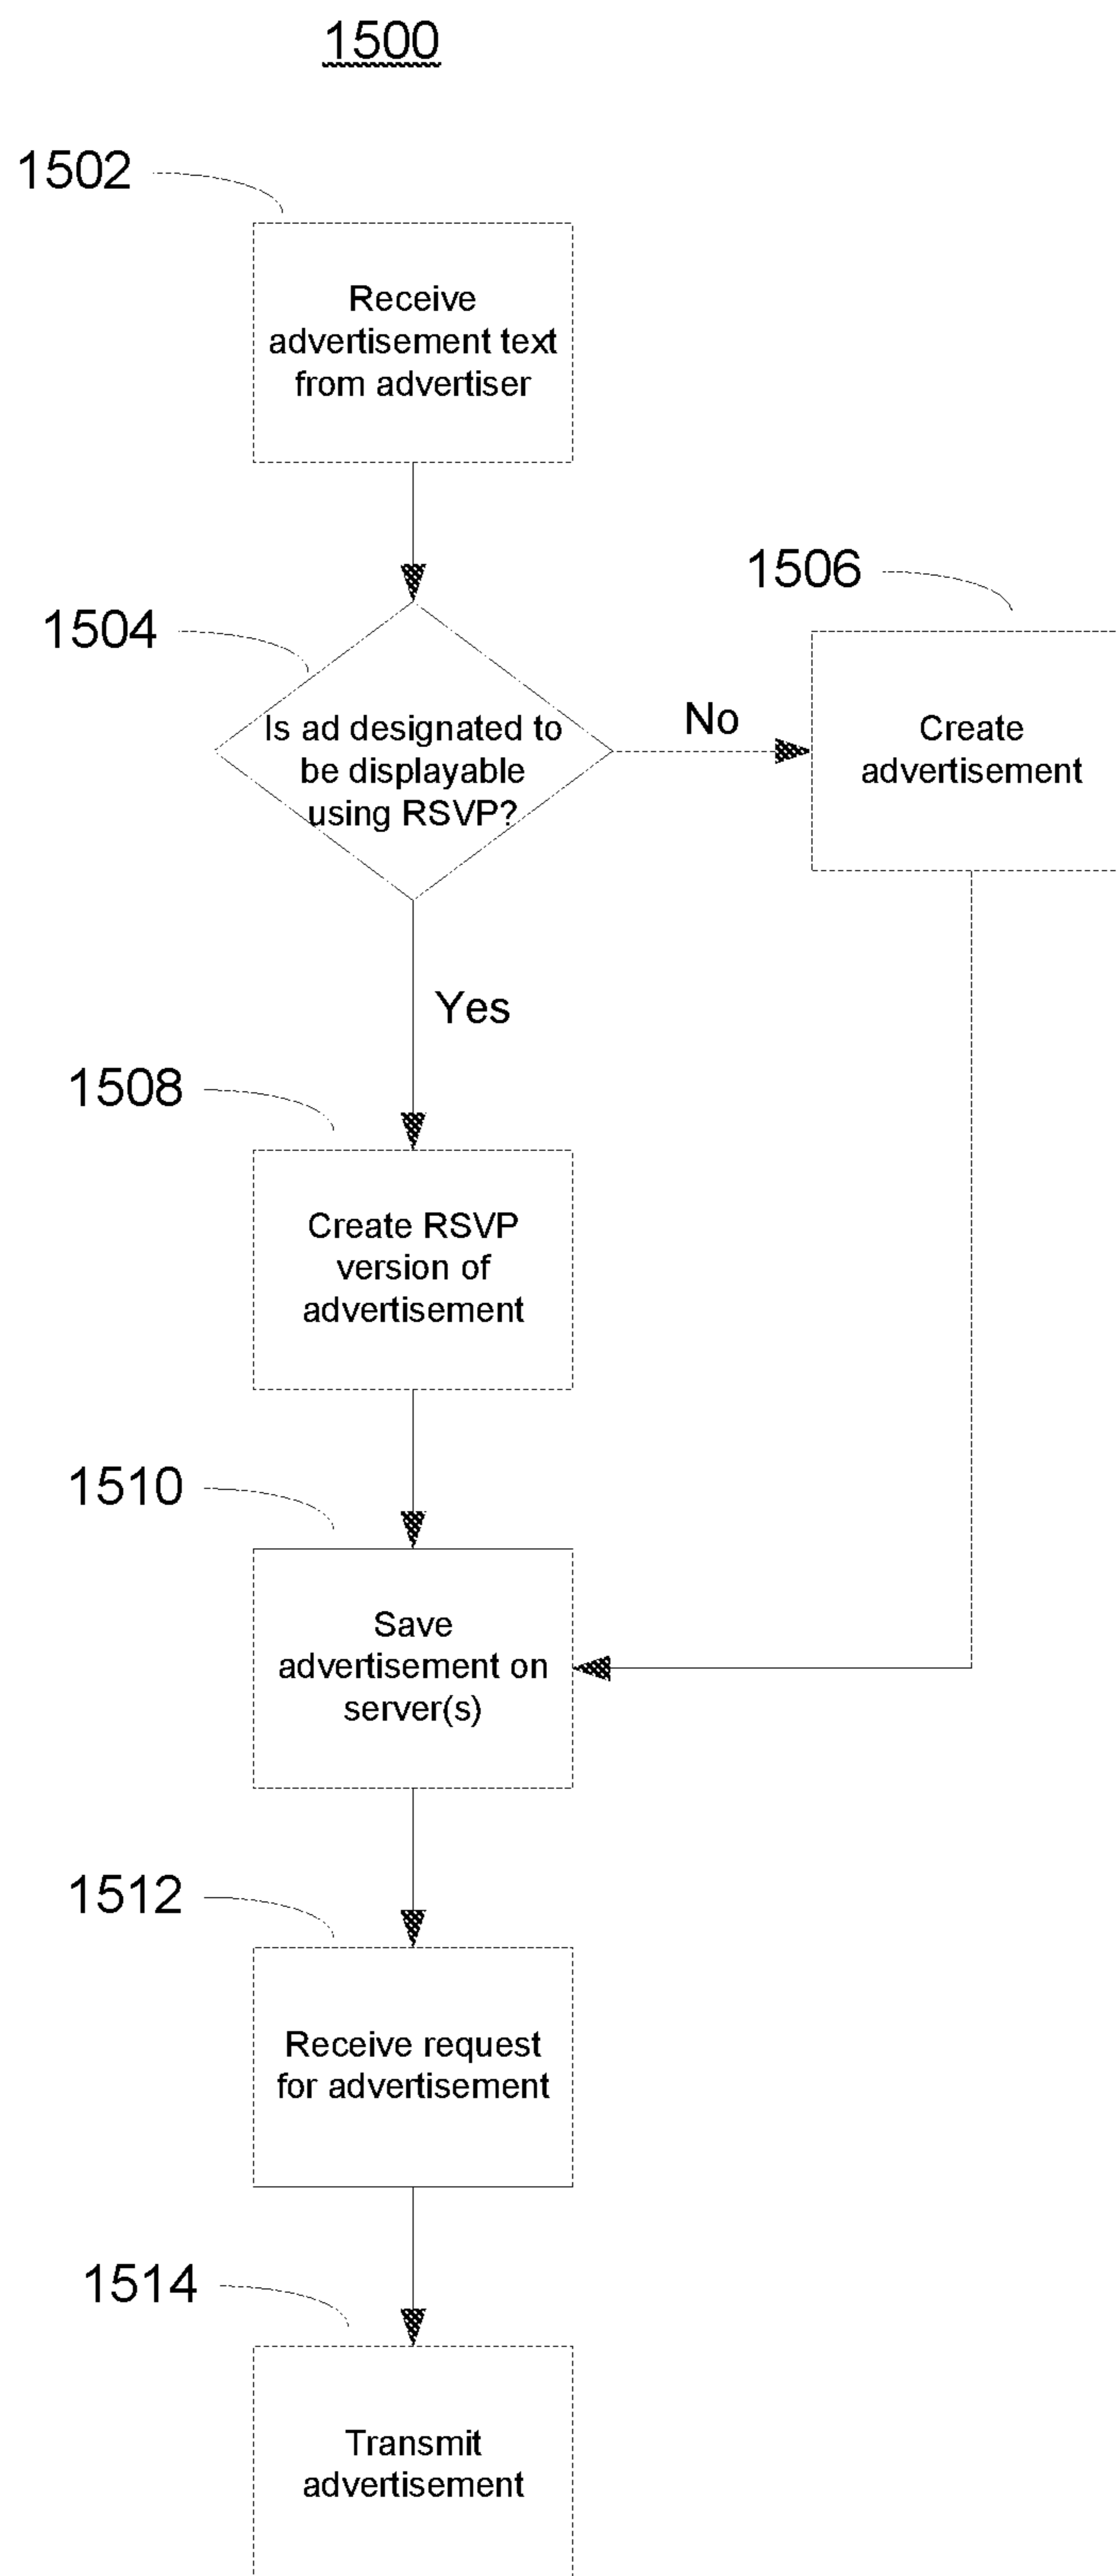 1500
1502
Receive
advertisement text
from advertiser
1504
Is ad designated to
be displayable
using RSVP?
No
1506
Create
advertisement
Yes
1508
Create RSVP
version of
advertisement
1510
Save
advertisement on
server(s)
1512
Receive request
for advertisement
1514
Transmit
advertisement